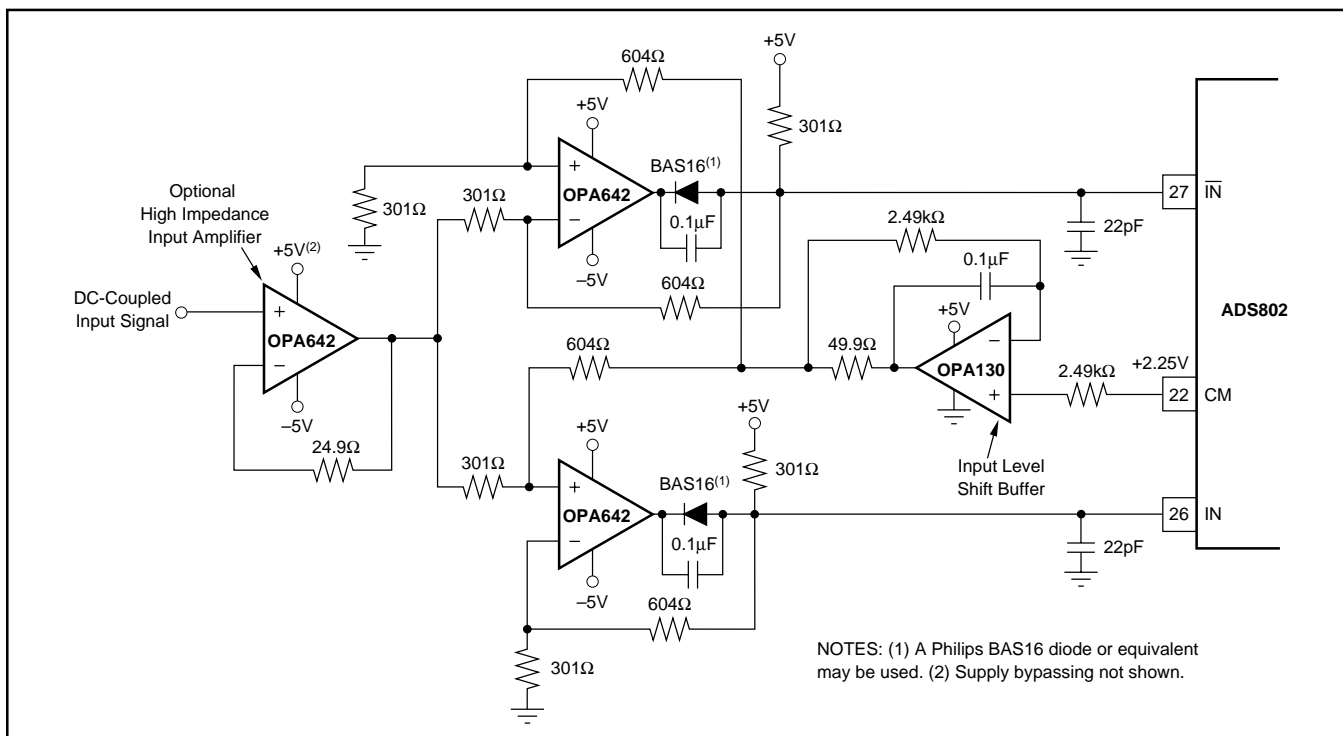 +5V
604Ω
+5V
301Ω
BAS16(1)
+
OPA642
−
Optional
High Impedance
Input Amplifier
301Ω
301Ω
0.1µF
27
IN
2.49kΩ
22pF
+5V(2)
−5V
0.1µF
DC-Coupled
Input Signal
+
OPA642
−
604Ω
ADS802
+5V
604Ω
49.9Ω
−
OPA130
+
2.49kΩ
+2.25V
22
CM
−5V
+5V
+5V
24.9Ω
301Ω
301Ω
Input Level
Shift Buffer
BAS16(1)
+
OPA642
−
26
IN
0.1µF
22pF
−5V
604Ω
301Ω
NOTES: (1) A Philips BAS16 diode or equivalent
may be used. (2) Supply bypassing not shown.